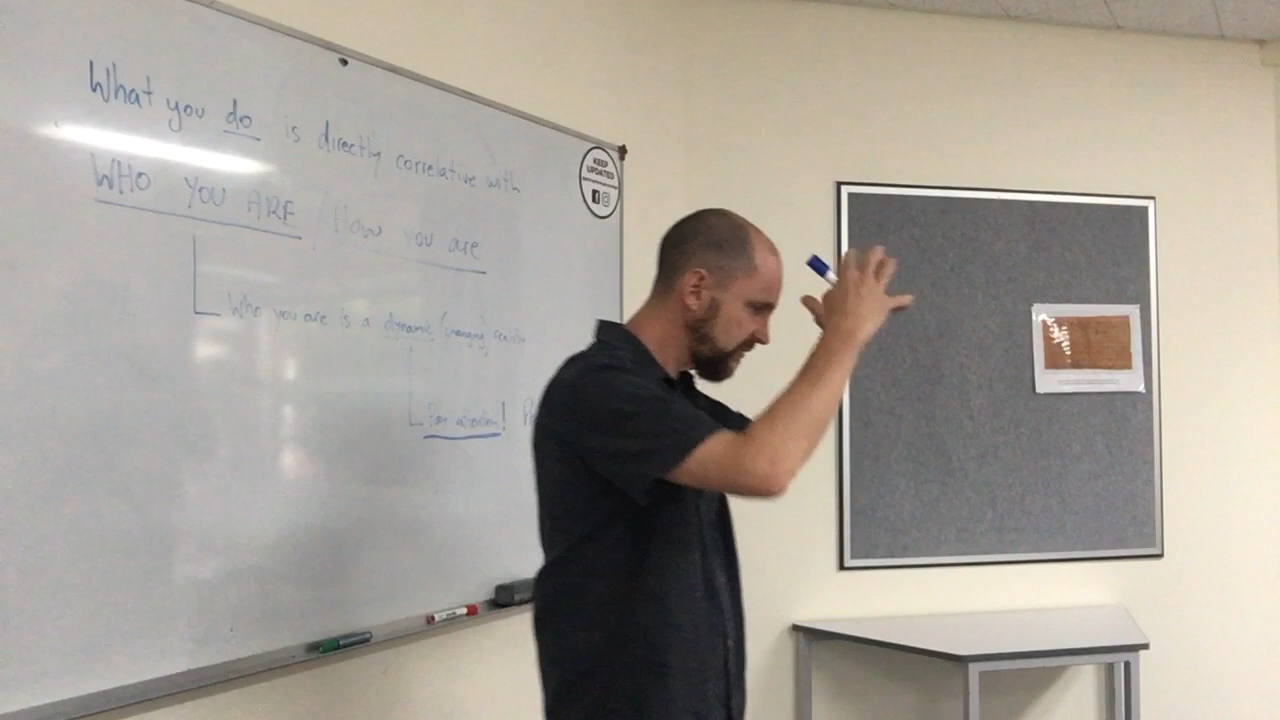 What you do is directly correlative with
WHO YOU ARE / How you are
Who you are is a dynamic (changing) reality
Pay attention!
KEEP
UPDATED